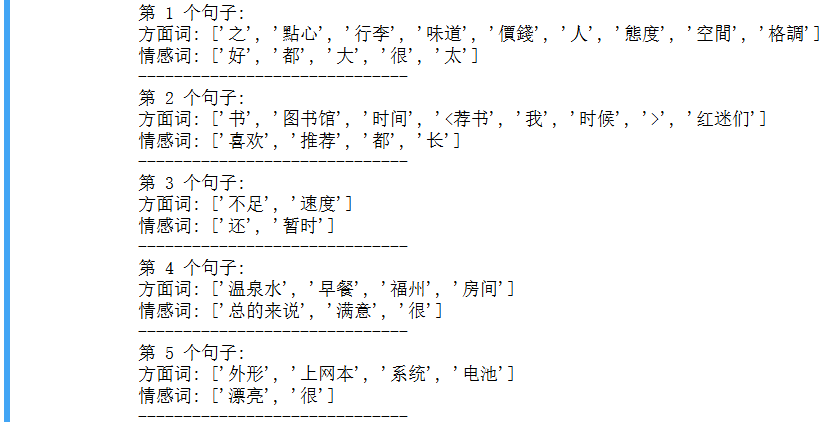 第 1 个句子:
方面词: ['之', '點心', '行李', '味道', '價錢', '人', '態度', '空間', '格調']
情感词: ['好', '都', '大', '很', '太']
------------------------------
第 2 个句子:
方面词: ['书', '图书馆', '时间', '<荐书', '我', '时候', '>', '红迷们']
情感词: ['喜欢', '推荐', '都', '长']
------------------------------
第 3 个句子:
方面词: ['不足', '速度']
情感词: ['还', '暂时']
------------------------------
第 4 个句子:
方面词: ['温泉水', '早餐', '福州', '房间']
情感词: ['总的来说', '满意', '很']
------------------------------
第 5 个句子:
方面词: ['外形', '上网本', '系统', '电池']
情感词: ['漂亮', '很']
------------------------------